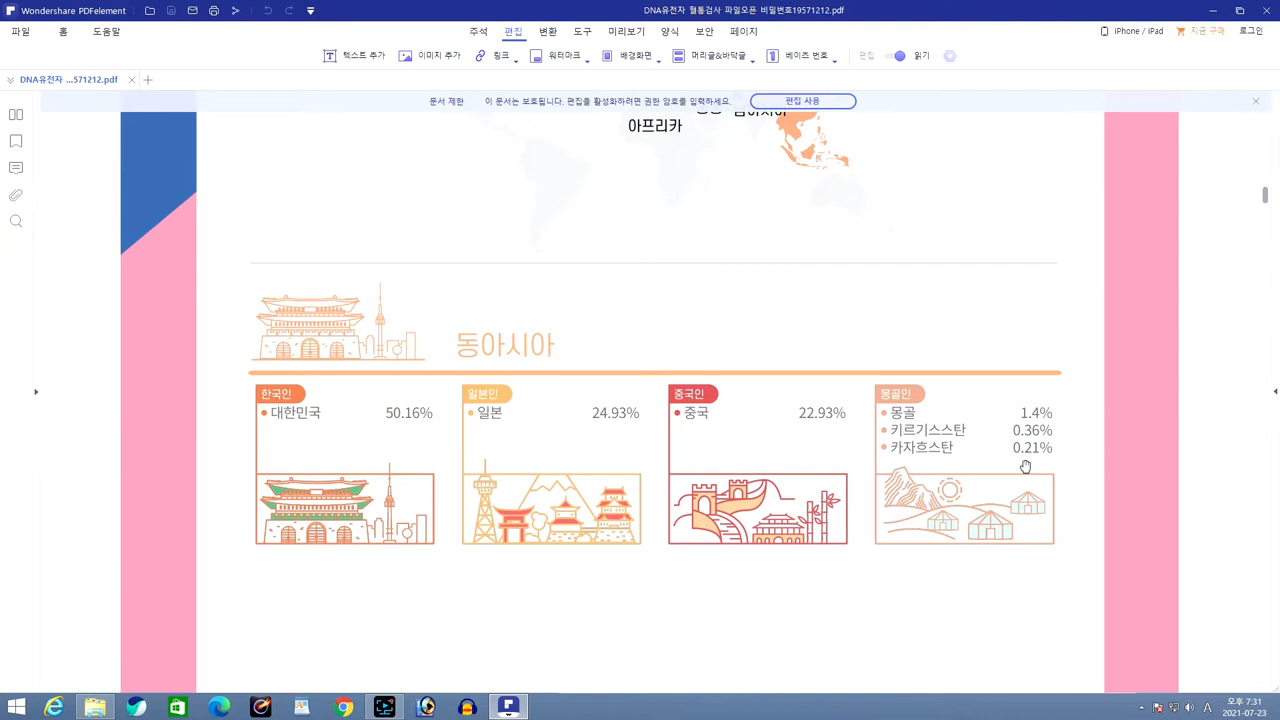 Wondershare PDFelement
DNA유전자 혈통검사 파일오픈 비밀번호19571212.pdf
파일 홈 도움말 주석 편집 변환 도구 미리보기 양식 보안 페이지 iPhone / iPad 지금 구매 로그인
텍스트 추가 이미지 추가 링크 워터마크 배경화면 머리글&바닥글 베이츠 번호 편집 읽기
DNA유전자 ...571212.pdf
문서 제한 이 문서는 보호됩니다. 편집을 활성화하려면 권한 암호를 입력하세요. 편집 사용
아프리카
동아시아
한국인
대한민국 50.16%
일본인
일본 24.93%
중국인
중국 22.93%
몽골인
몽골 1.4%
키르기스스탄 0.36%
카자흐스탄 0.21%
A 오후 7:31
2021-07-23